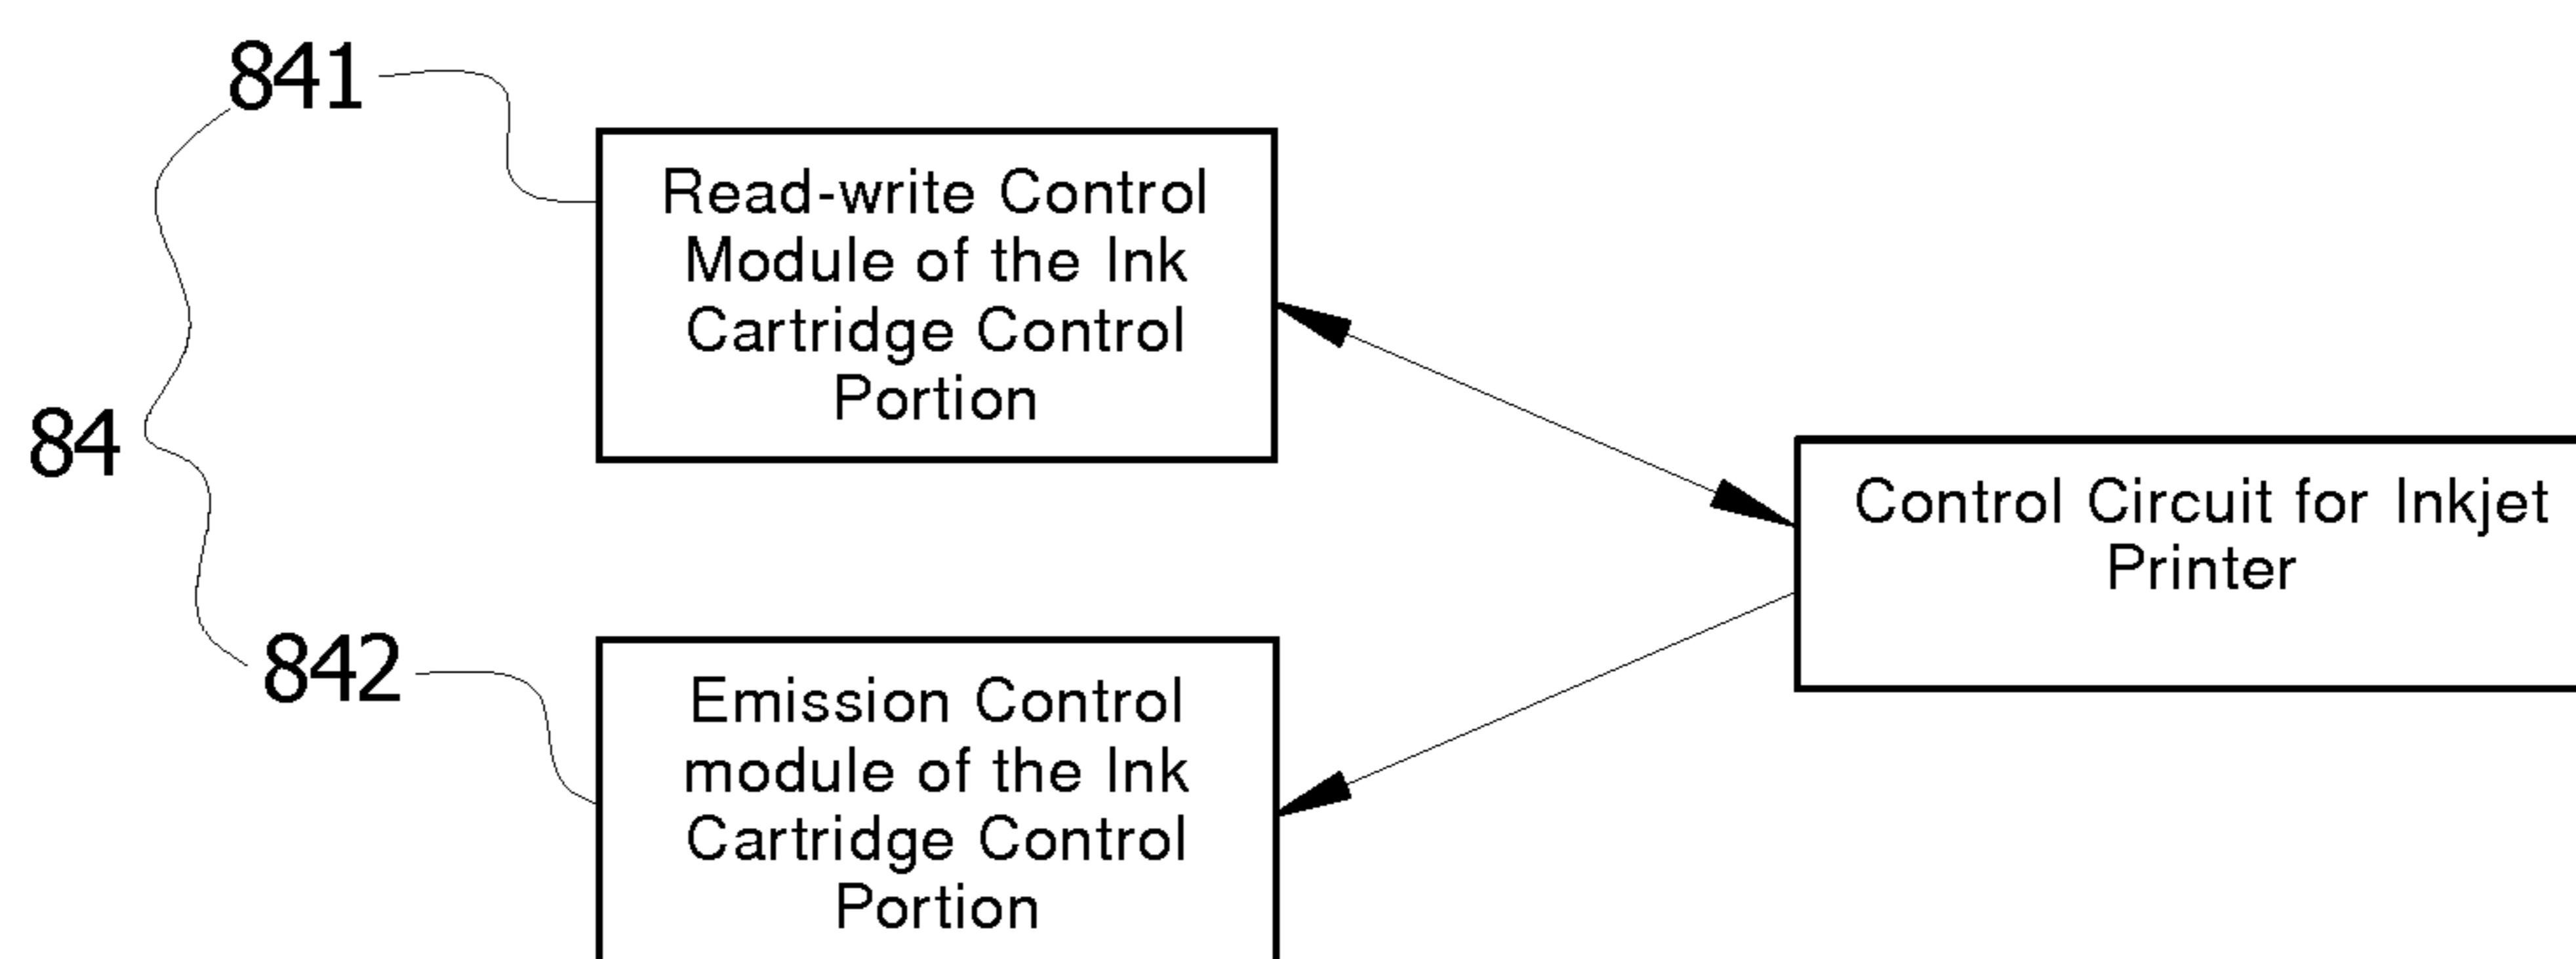 841
Read-write Control
Module of the Ink
Cartridge Control
Portion
84
Control Circuit for Inkjet
Printer
842
Emission Control
module of the Ink
Cartridge Control
Portion